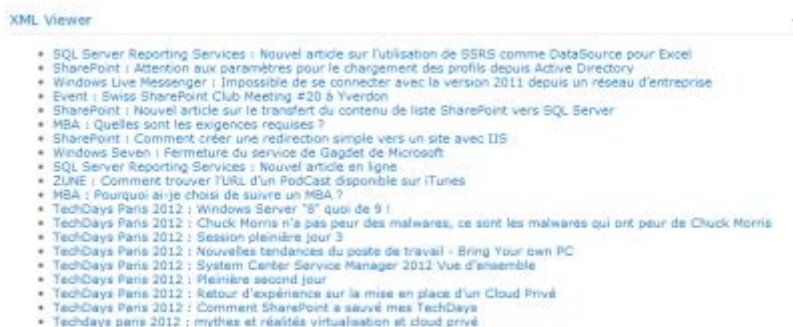 XML Viewer
SQL Server Reporting Services : Nouvel article sur l'utilisation de SSRS comme DataSource pour Excel
SharePoint : Attention aux paramètres pour le chargement des profils depuis Active Directory
Windows Live Messenger : Impossible de se connecter avec la version 2011 depuis un réseau d'entreprise
Event : Swiss SharePoint Club Meeting #20 à Yverdon
SharePoint : Nouvel article sur le transfert du contenu de liste SharePoint vers SQL Server
MBA : Quelles sont les exigences requises ?
SharePoint : Comment créer une redirection simple vers un site avec IIS
Windows Seven : Fermeture du service de Gagdet de Microsoft
SQL Server Reporting Services : Nouvel article en ligne
ZUNE : Comment trouver l'URL d'un PodCast disponible sur iTunes
MBA : Pourquoi ai-je choisi de suivre un MBA ?
TechDays Paris 2012 : Windows Server "8" quoi de 9 !
TechDays Paris 2012 : Chuck Morris n'a pas peur des malwares, ce sont les malwares qui ont peur de Chuck Morris
TechDays Paris 2012 : Session pleinière jour 3
TechDays Paris 2012 : Nouvelles tendances du poste de travail - Bring Your own PC
TechDays Paris 2012 : System Center Service Manager 2012 Vue d'ensemble
TechDays Paris 2012 : Pleinière second jour
TechDays Paris 2012 : Retour d'expérience sur la mise en place d'un Cloud Privé
TechDays Paris 2012 : Comment SharePoint a sauvé mes TechDays
Techdays paris 2012 : mythes et réalités virtualisation et cloud privé